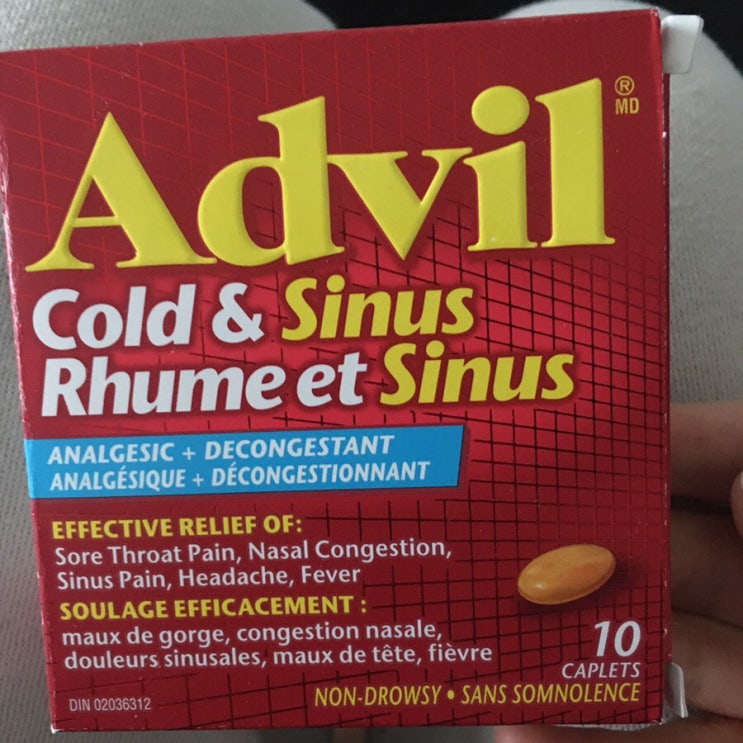 Advil® MD
Cold & Sinus
Rhume et Sinus
ANALGESIC + DECONGESTANT
ANALGÉSIQUE + DÉCONGESTIONNANT
EFFECTIVE RELIEF OF:
Sore Throat Pain, Nasal Congestion,
Sinus Pain, Headache, Fever
SOULAGE EFFICACEMENT :
maux de gorge, congestion nasale,
douleurs sinusales, maux de tête, fièvre
10
CAPLETS
DIN 02036312
NON-DROWSY • SANS SOMNOLENCE